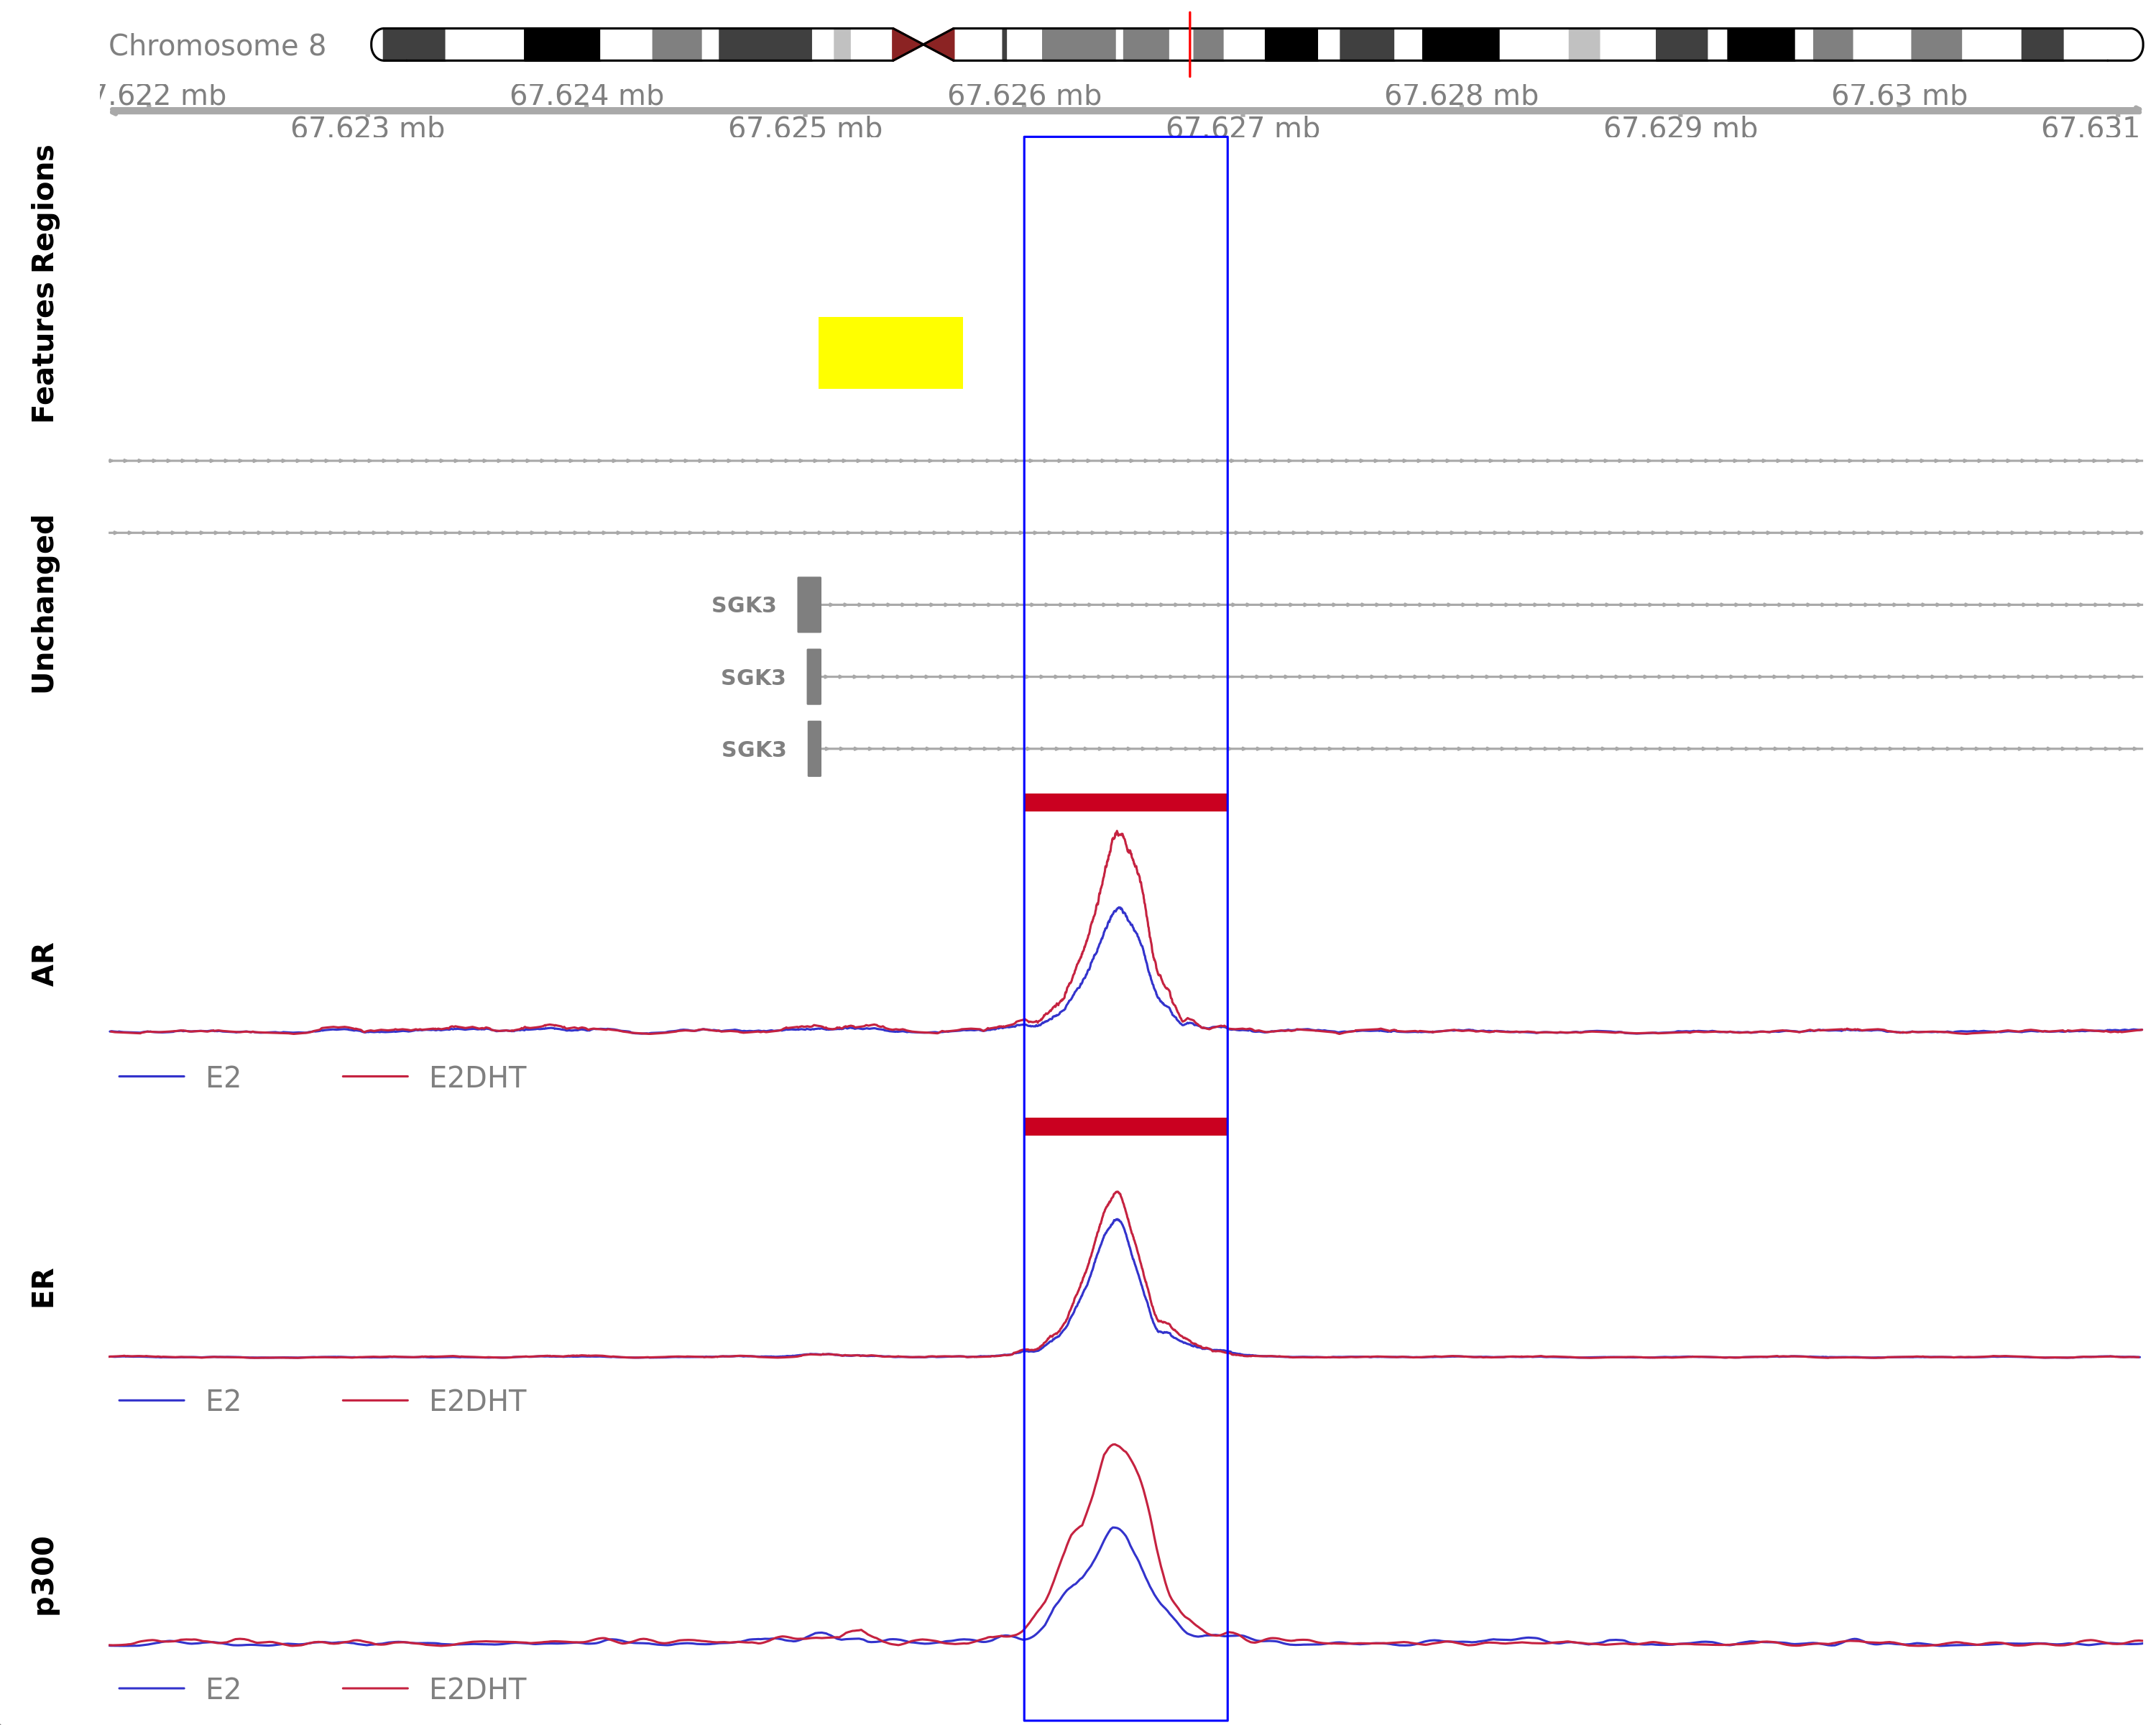 Chromosome 8
7.622 mb 67.624 mb 67.626 mb 67.628 mb 67.63 mb
67.623 mb 67.625 mb 67.627 mb 67.629 mb 67.631
Features Regions
Unchanged
SGK3
SGK3
SGK3
AR
E2 E2DHT
ER
E2 E2DHT
p300
E2 E2DHT